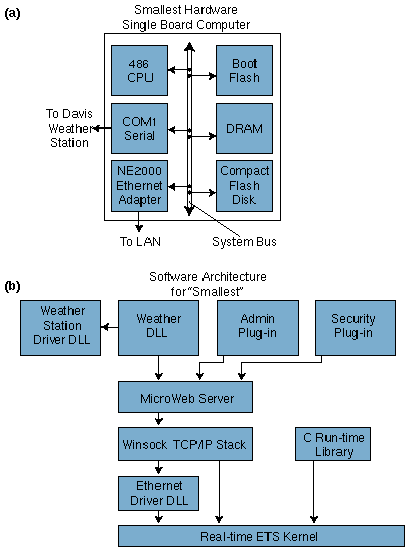 (a)
Smallest Hardware
Single Board Computer
486
CPU
Boot
Flash
To Davis
Weather
Station
COM1
Serial
DRAM
NE2000
Ethernet
Adapter
Compact
Flash
Disk.
To LAN
System Bus
(b)
Software Architecture
for "Smallest"
Weather
Station
Driver DLL
Weather
DLL
Admin
Plug-in
Security
Plug-in
MicroWeb Server
Winsock TCP/IP Stack
C Run-time
Library
Ethernet
Driver DLL
Real-time ETS Kernel